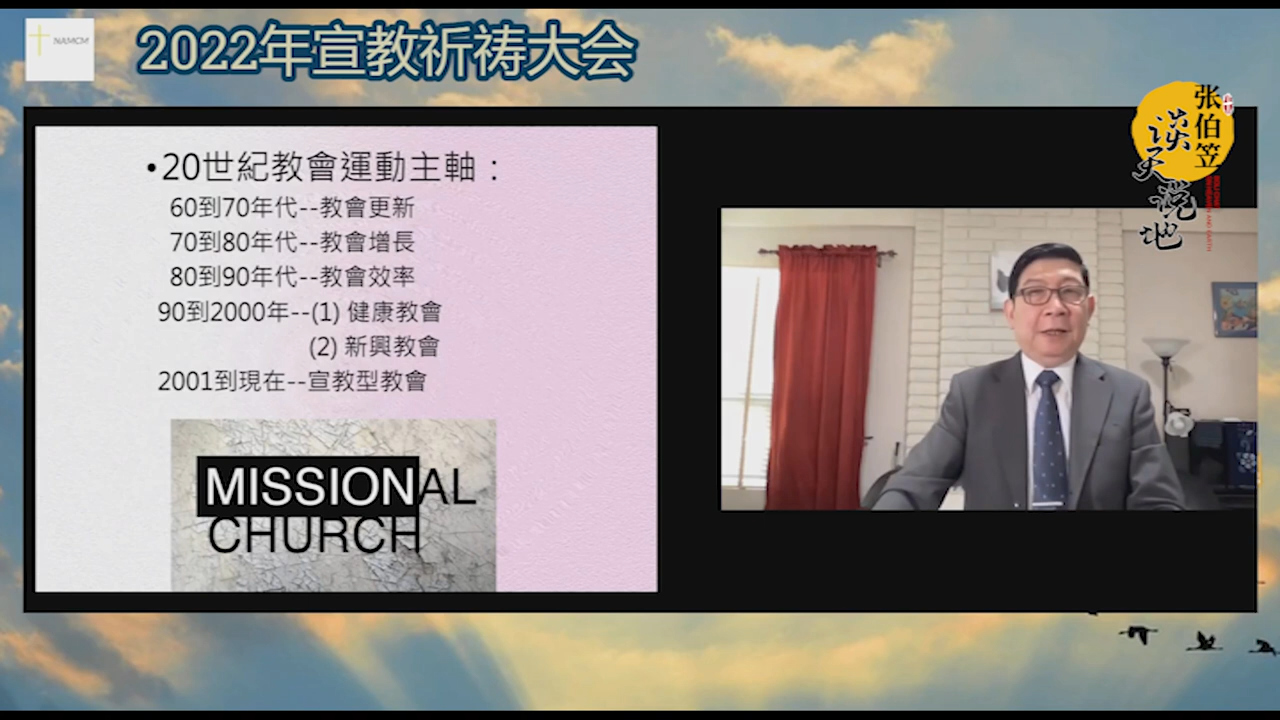 NAMCM
2022年宣教祈祷大会
•20世紀教會運動主軸：
60到70年代--教會更新
70到80年代--教會增長
80到90年代--教會效率
90到2000年--(1) 健康教會
(2) 新興教會
2001到現在--宣教型教會
MISSIONAL
CHURCH
张伯笠
谈天说地